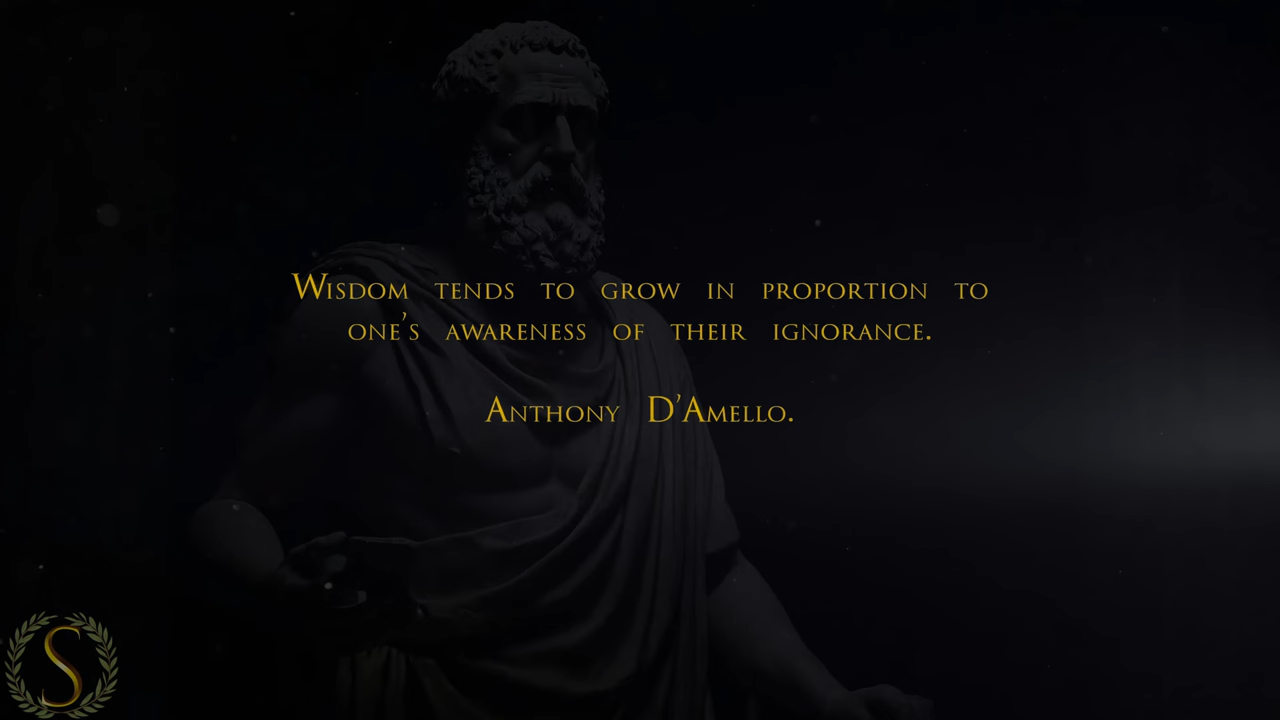 Wisdom tends to grow in proportion to
one's awareness of their ignorance.
Anthony D'Amello.
S